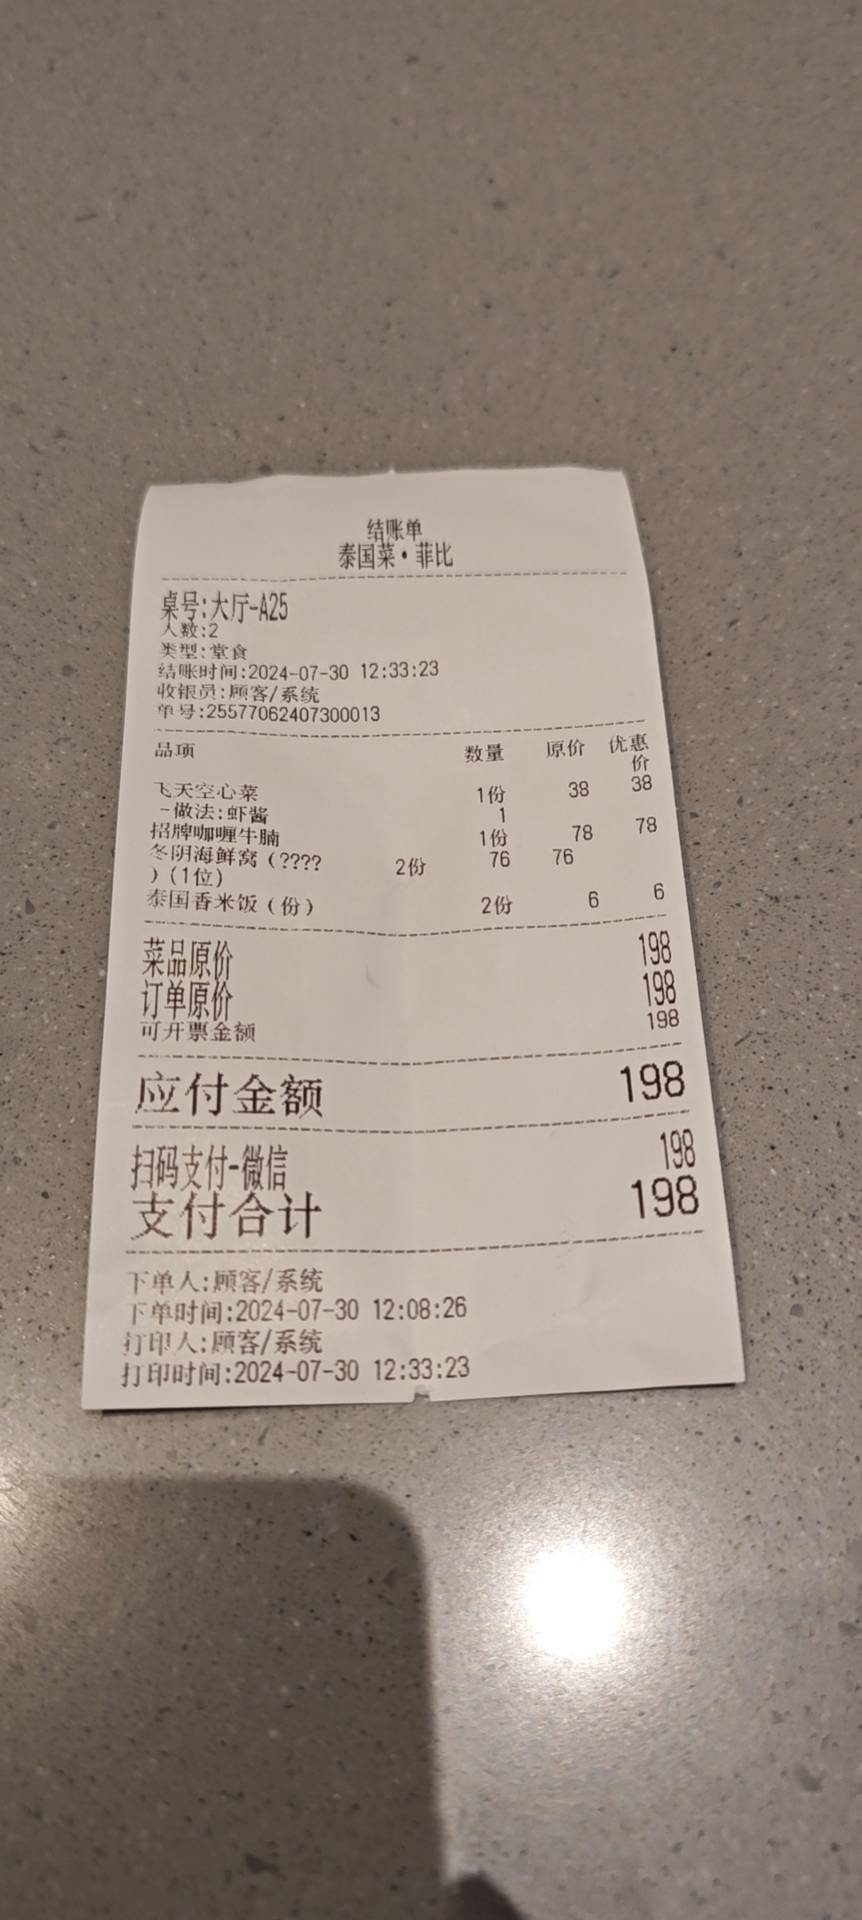 结账单
泰国菜•菲比
桌号:大厅-A25
人数:2
类型:堂食
结账时间:2024-07-30 12:33:23
收银员:顾客/系统
单号:25577062407300013
品项 数量 原价 优惠
价
飞天空心菜 1份 38 38
-做法:虾酱 1
招牌咖喱牛腩 1份 78 78
冬阴海鲜窝(???? 2份 76 76
)(1位)
泰国香米饭(份) 2份 6 6
菜品原价 198
订单原价 198
可开票金额 198
应付金额 198
扫码支付-微信 198
支付合计 198
下单人:顾客/系统
下单时间:2024-07-30 12:08:26
打印人:顾客/系统
打印时间:2024-07-30 12:33:23